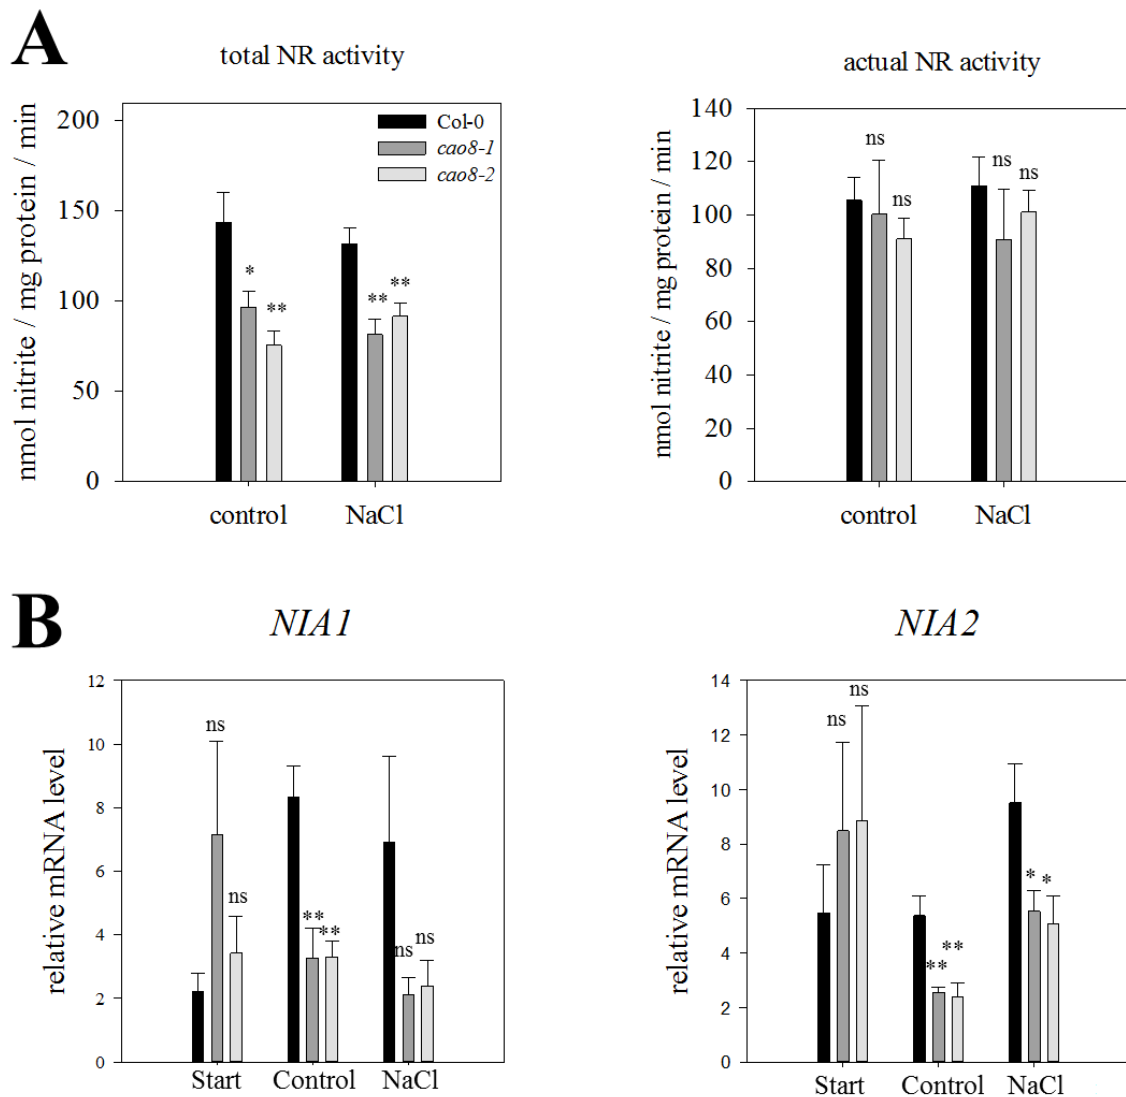 A
total NR activity
nmol nitrite / mg protein / min
200
150
100
50
0
Col-0
cao8-1
cao8-2
*
**
**
**
control
NaCl
actual NR activity
nmol nitrite / mg protein / min
140
120
100
80
60
40
20
0
ns
ns
ns
ns
control
NaCl
B
NIA1
relative mRNA level
12
10
8
6
4
2
0
ns
ns
**
**
ns
ns
Start
Control
NaCl
NIA2
relative mRNA level
14
12
10
8
6
4
2
0
ns
ns
**
**
*
*
Start
Control
NaCl